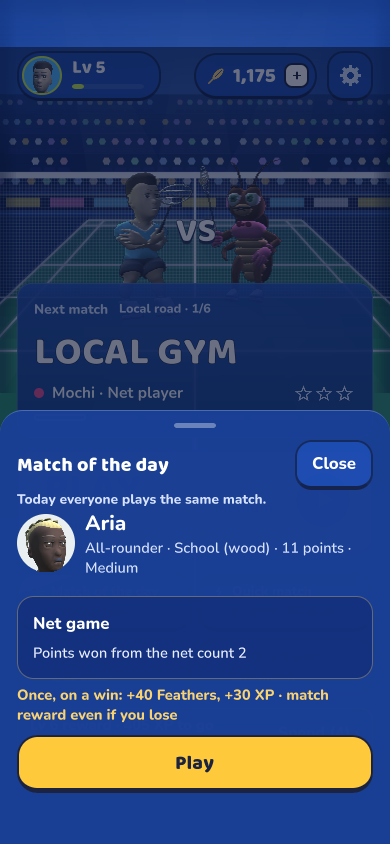 Lv 5
1,175
+
VS
Next match Local road · 1/6
LOCAL GYM
Mochi · Net player
Match of the day
Close
Today everyone plays the same match.
Aria
All-rounder · School (wood) · 11 points ·
Medium
Net game
Points won from the net count 2
Once, on a win: +40 Feathers, +30 XP · match
reward even if you lose
Play